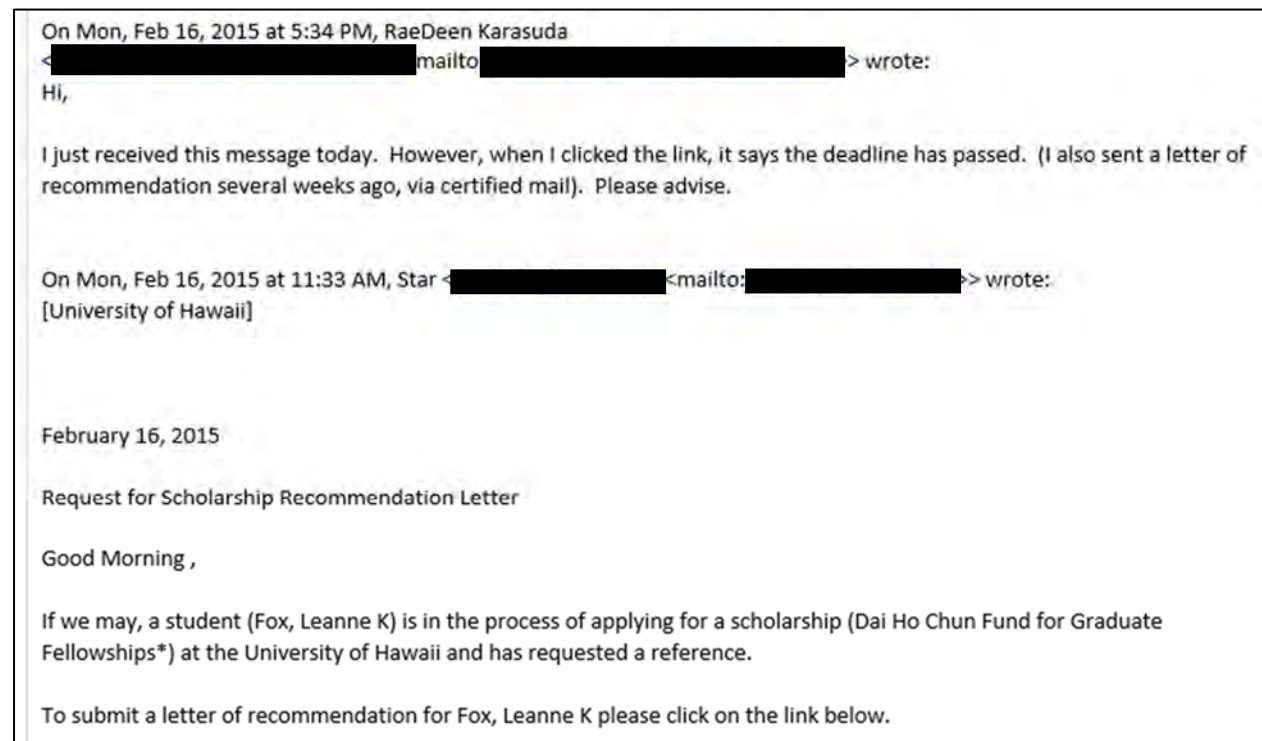 On Mon, Feb 16, 2015 at 5:34 PM, RaeDeen Karasuda
< mailto > wrote:
Hi,
I just received this message today.  However, when I clicked the link, it says the deadline has passed.  (I also sent a letter of
recommendation several weeks ago, via certified mail).  Please advise.
On Mon, Feb 16, 2015 at 11:33 AM, Star < <mailto: >> wrote:
[University of Hawaii]
February 16, 2015
Request for Scholarship Recommendation Letter
Good Morning ,
If we may, a student (Fox, Leanne K) is in the process of applying for a scholarship (Dai Ho Chun Fund for Graduate
Fellowships*) at the University of Hawaii and has requested a reference.
To submit a letter of recommendation for Fox, Leanne K please click on the link below.